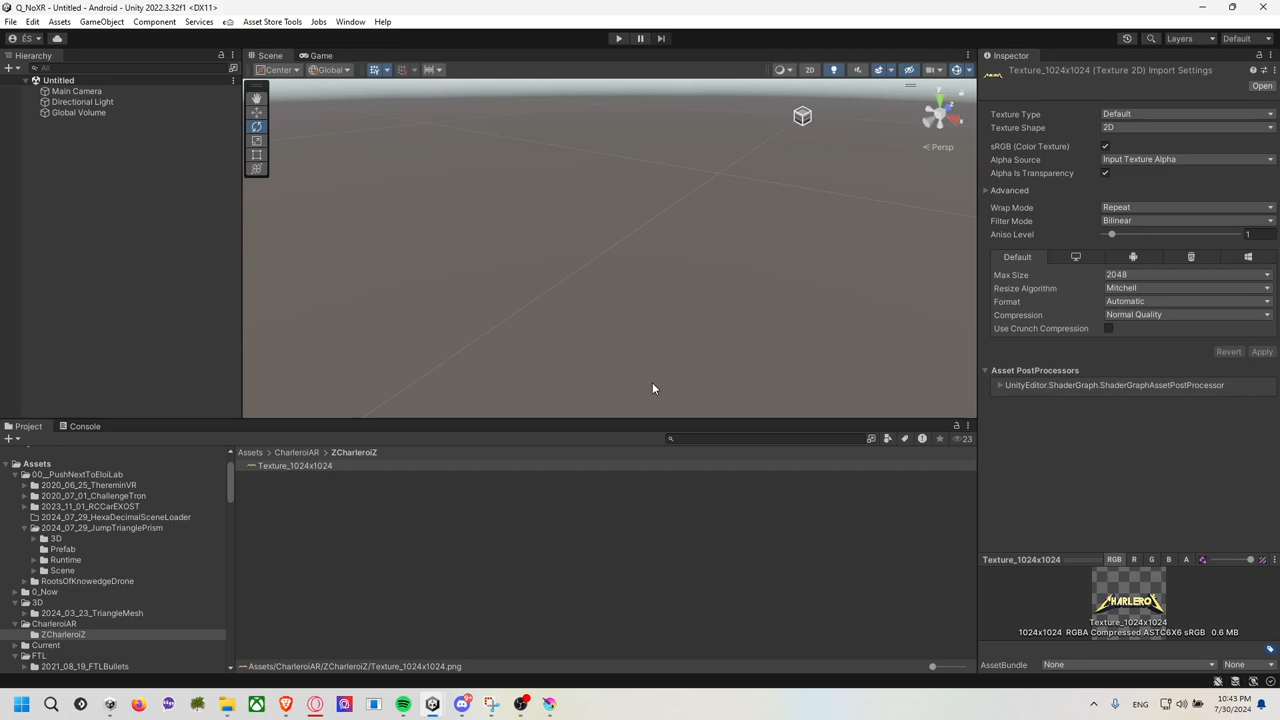 Q_NoXR - Untitled - Android - Unity 2022.3.32f1 <DX11>
File Edit Assets GameObject Component Services Asset Store Tools Jobs Window Help
ÉS Layers Default
Hierarchy Scene Game Inspector
All Center Global 2D Texture_1024x1024 (Texture 2D) Import Settings
Untitled Open
Main Camera
Directional Light
Global Volume
y
z
x
Persp
Texture Type Default
Texture Shape 2D
sRGB (Color Texture)
Alpha Source Input Texture Alpha
Alpha Is Transparency
Advanced
Wrap Mode Repeat
Filter Mode Bilinear
Aniso Level 1
Default
Max Size 2048
Resize Algorithm Mitchell
Format Automatic
Compression Normal Quality
Use Crunch Compression
Revert Apply
Asset PostProcessors
UnityEditor.ShaderGraph.ShaderGraphAssetPostProcessor
Project Console
23
Assets > CharleroiAR > ZCharleroiZ
Texture_1024x1024
Assets
00__PushNextToEloiLab
2020_06_25_ThereminVR
2020_07_01_ChallengeTron
2023_11_01_RCCarEXOST
2024_07_29_HexaDecimalSceneLoader
2024_07_29_JumpTrianglePrism
3D
Prefab
Runtime
Scene
RootsOfKnowedgeDrone
0_Now
3D
2024_03_23_TriangleMesh
CharleroiAR
ZCharleroiZ
Current
FTL
2021_08_19_FTLBullets
Assets/CharleroiAR/ZCharleroiZ/Texture_1024x1024.png
Texture_1024x1024 RGB R G B A
CHARLEROI
Texture_1024x1024
1024x1024 RGBA Compressed ASTC6X6 sRGB 0.6 MB
AssetBundle None None
9+
ENG 10:43 PM
7/30/2024